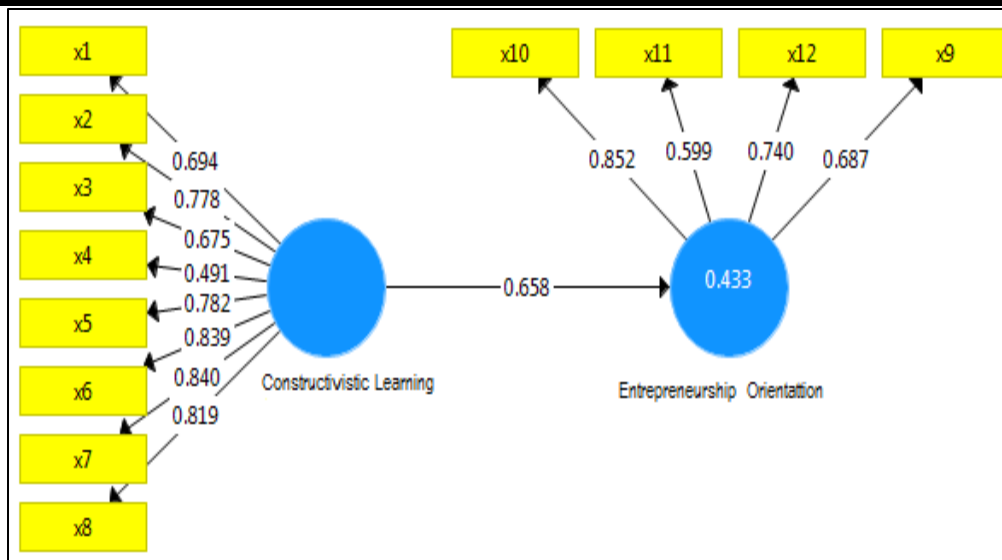 x1
x2
x3
x4
x5
x6
x7
x8
0.694
0.778
0.675
0.491
0.782
0.839
0.840
0.819
Constructivistic Learning
0.658
x10
x11
x12
x9
0.852
0.599
0.740
0.687
0.433
Entrepreneurship Orientattion